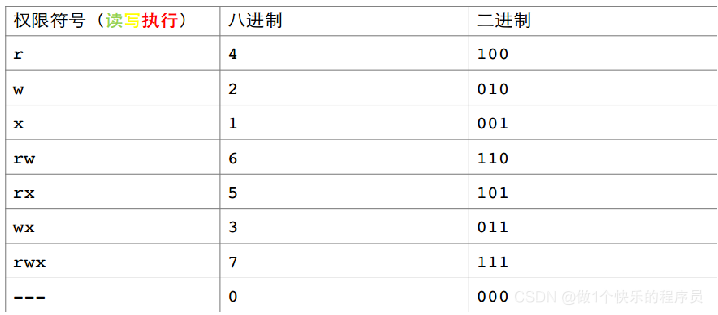 权限符号（读写执行） 八进制 二进制
r 4 100
w 2 010
x 1 001
rw 6 110
rx 5 101
wx 3 011
rwx 7 111
--- 0 000
CSDN @做1个快乐的程序员